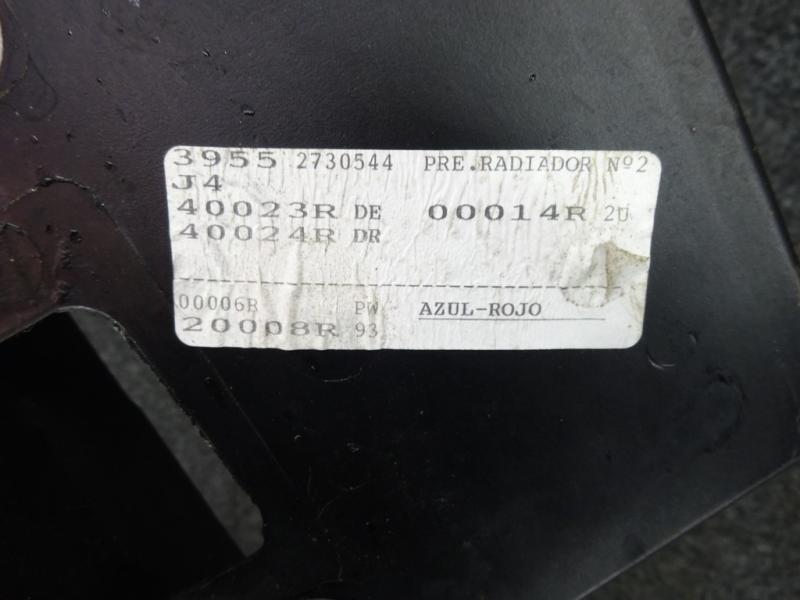 3955 2730544 PRE.RADIADOR Nº2
J4
40023R DE 00014R 2U
40024R DR
00006R PW AZUL-ROJO
20008R 93